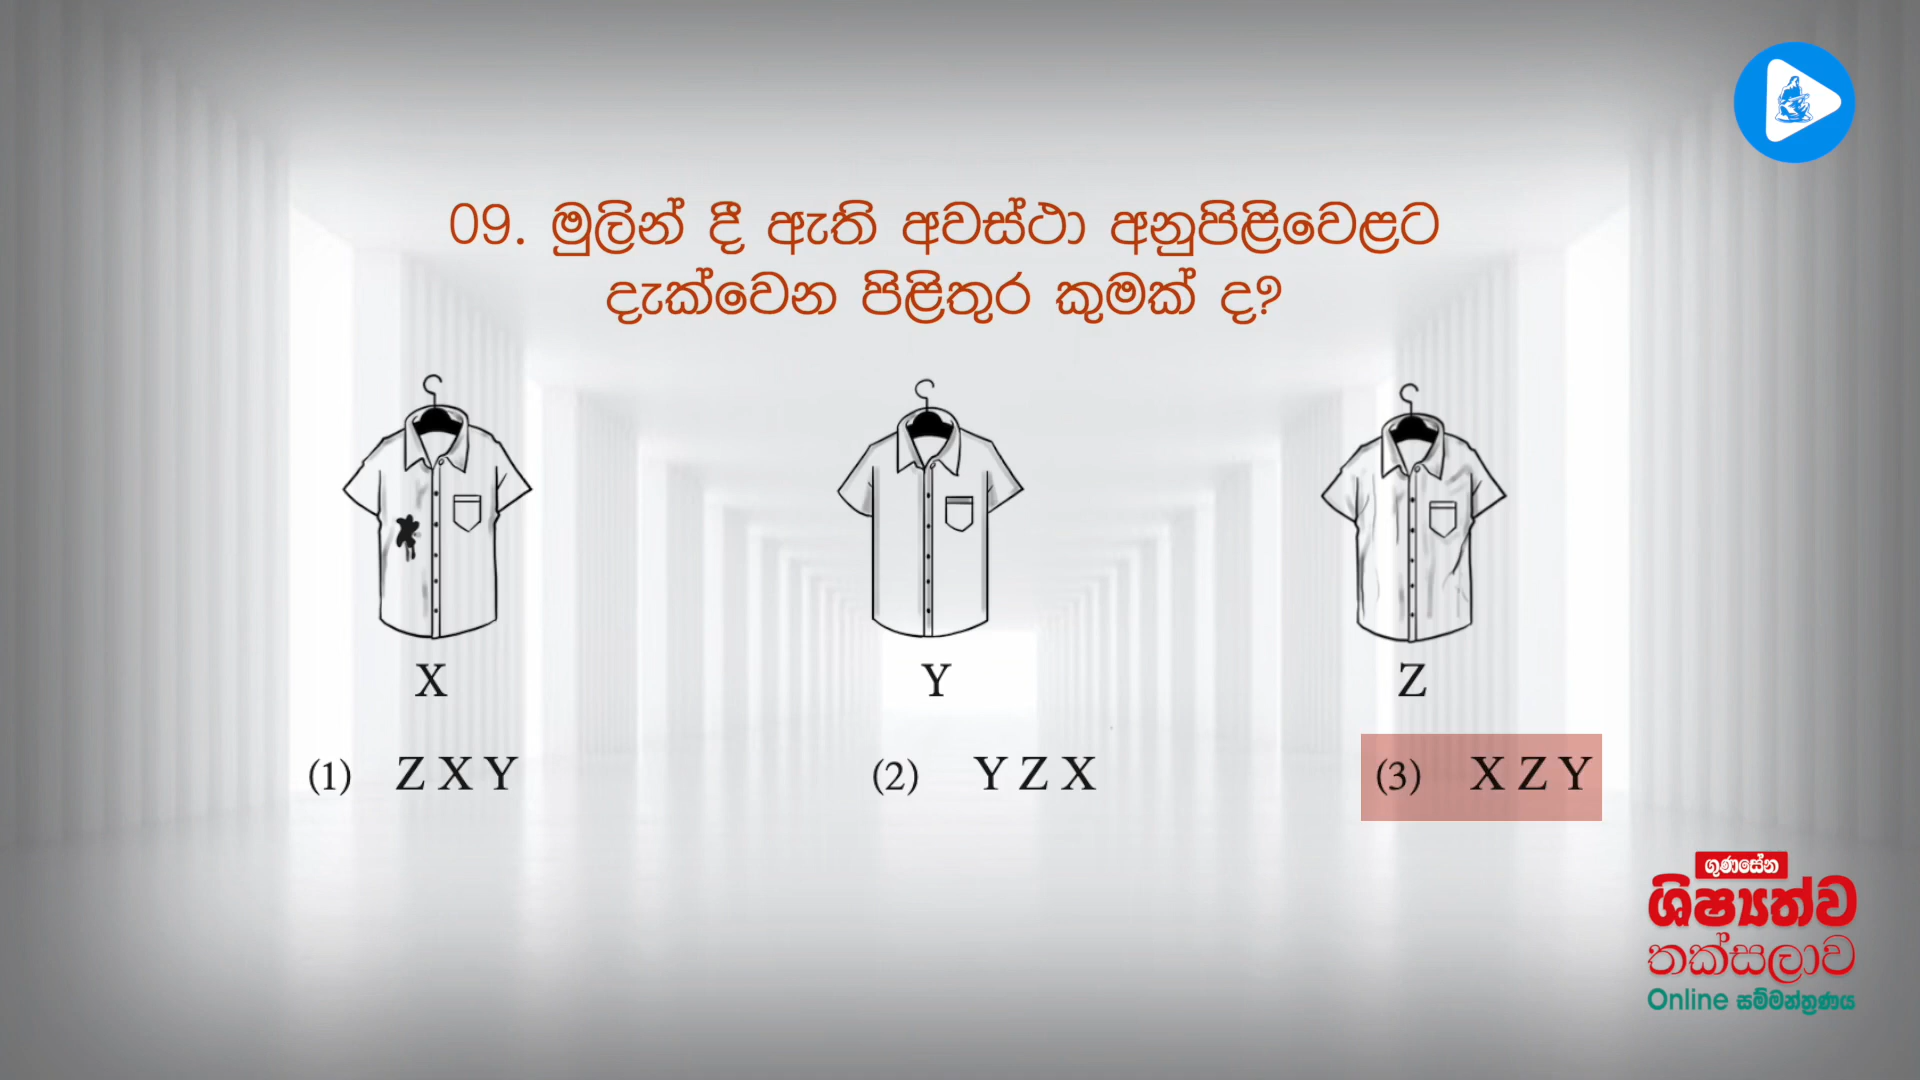 09. මුලින් දී ඇති අවස්ථා අනුපිළිවෙළට
දැක්වෙන පිළිතුර කුමක් ද?
X
Y
Z
(1) Z X Y
(2) Y Z X
(3) X Z Y
ගුණසේන
ශිෂ්‍යත්ව
තක්සලාව
Online සම්මන්ත්‍රණය